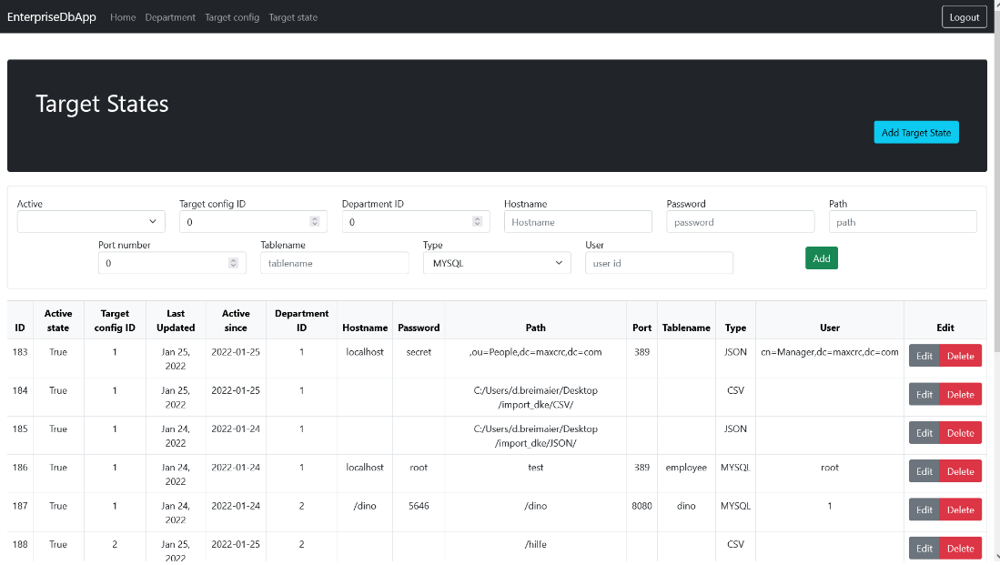 EnterpriseDbApp Home Department Target config Target state Logout
Target States
Add Target State
Active Target config ID Department ID Hostname Password Path
0 0 Hostname password path
Port number Tablename Type User
0 tablename MYSQL user id Add
ID Active state Target config ID Last Updated Active since Department ID Hostname Password Path Port Tablename Type User Edit
183 True 1 Jan 25, 2022 2022-01-25 1 localhost secret ,ou=People,dc=maxcrc,dc=com 389 JSON cn=Manager,dc=maxcrc,dc=com Edit Delete
184 True 1 Jan 25, 2022 2022-01-25 1 C:/Users/d.breimaier/Desktop/import_dke/CSV/ CSV Edit Delete
185 True 1 Jan 24, 2022 2022-01-24 1 C:/Users/d.breimaier/Desktop/import_dke/JSON/ JSON Edit Delete
186 True 1 Jan 24, 2022 2022-01-24 1 localhost root test 389 employee MYSQL root Edit Delete
187 True 1 Jan 24, 2022 2022-01-24 2 /dino 5646 /dino 8080 dino MYSQL 1 Edit Delete
188 True 2 Jan 25, 2022 2022-01-25 2 /hilfe CSV Edit Delete